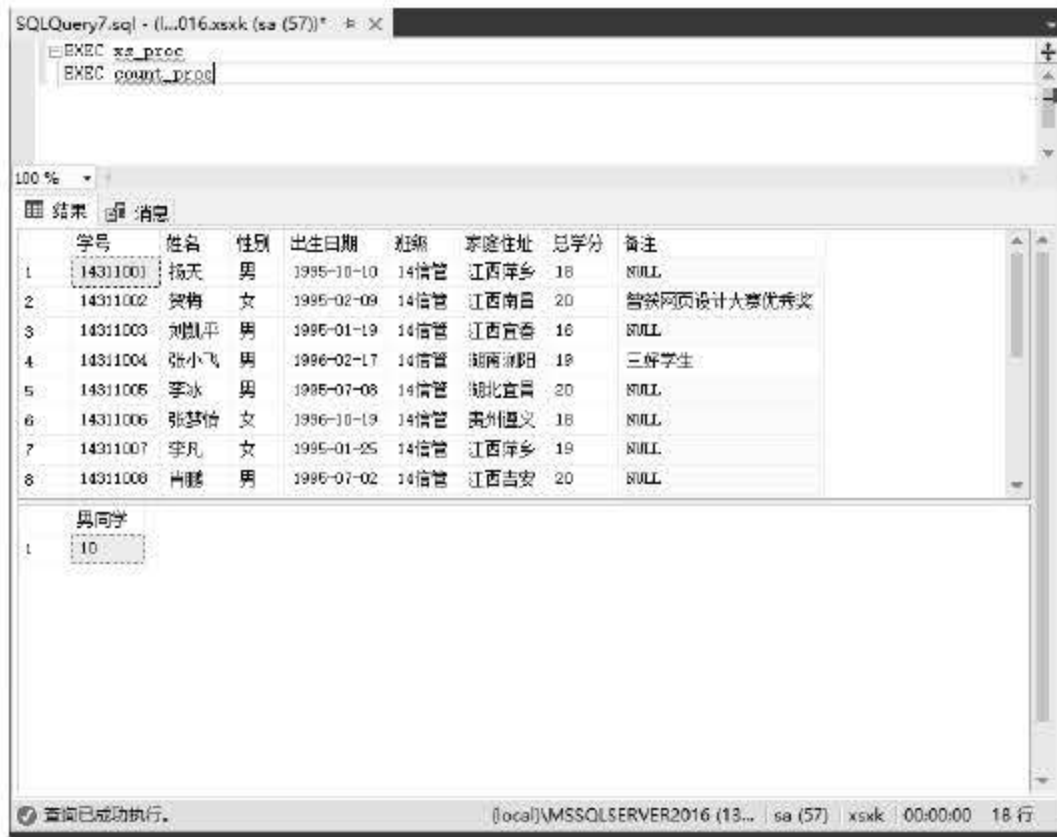 SQLQuery7.sql - (l...016.xsxk (sa (57))*
EXEC xs_proc
EXEC count_proc
100 %
结果 消息
学号 姓名 性别 出生日期 班级 家庭住址 总学分 备注
1 14311001 杨天 男 1995-10-10 14信管 江西萍乡 18 NULL
2 14311002 贺梅 女 1995-02-09 14信管 江西南昌 20 网页设计大赛优秀奖
3 14311003 刘凯平 男 1995-01-19 14信管 江西宜春 16 NULL
4 14311004 张小飞 男 1996-02-17 14信管 湖南浏阳 19 三好学生
5 14311005 李冰 男 1995-07-08 14信管 湖北宜昌 20 NULL
6 14311006 张梦怡 女 1996-10-19 14信管 贵州遵义 18 NULL
7 14311007 李凡 女 1995-01-25 14信管 江西萍乡 19 NULL
8 14311008 肖鹏 男 1995-07-02 14信管 江西吉安 20 NULL
男同学
1 10
查询已成功执行。 (local)\MSSQLSERVER2016 (13... sa (57) xsxk 00:00:00 18 行